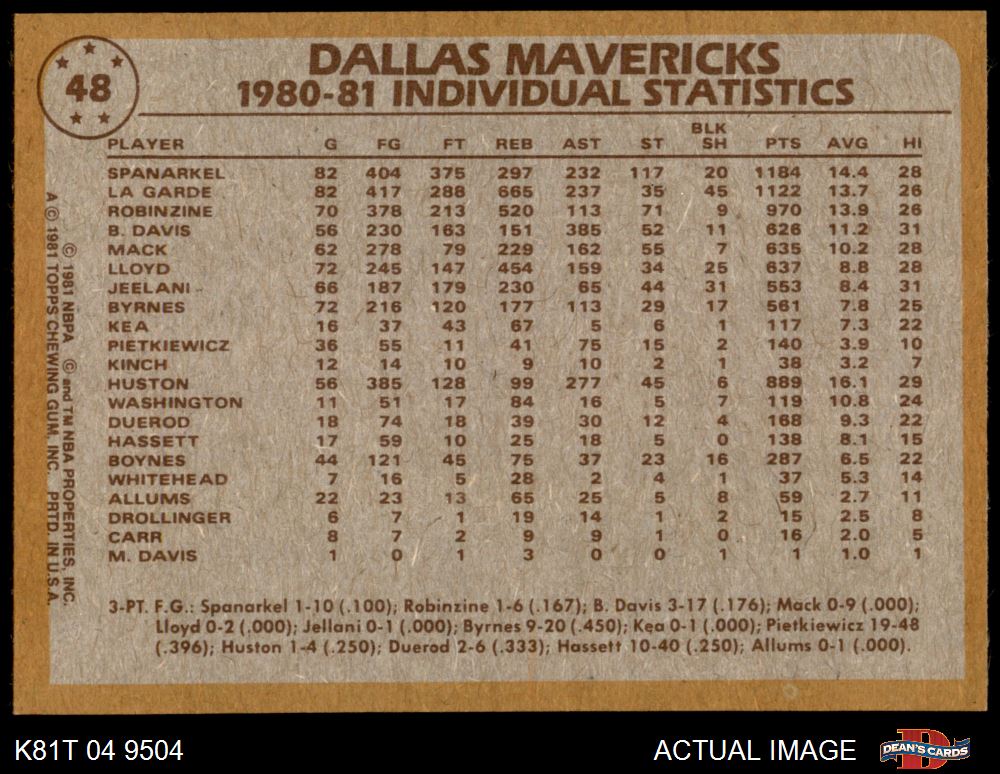 48
DALLAS MAVERICKS
1980-81 INDIVIDUAL STATISTICS
PLAYER G FG FT REB AST ST BLK SH PTS AVG HI
SPANARKEL 82 404 375 297 232 117 20 1184 14.4 28
LA GARDE 82 417 288 665 237 35 45 1122 13.7 26
ROBINZINE 70 378 213 520 113 71 9 970 13.9 26
B. DAVIS 56 230 163 151 385 52 11 626 11.2 31
MACK 62 278 79 229 162 55 7 635 10.2 28
LLOYD 72 245 147 454 159 34 25 637 8.8 28
JEELANI 66 187 179 230 65 44 31 553 8.4 31
BYRNES 72 216 120 177 113 29 17 561 7.8 25
KEA 16 37 43 67 5 6 1 117 7.3 22
PIETKIEWICZ 36 55 11 41 75 15 2 140 3.9 10
KINCH 12 14 10 9 10 2 1 38 3.2 7
HUSTON 56 385 128 99 277 45 6 889 16.1 29
WASHINGTON 11 51 17 84 16 5 7 119 10.8 24
DUEROD 18 74 18 39 30 12 4 168 9.3 22
HASSETT 17 59 10 25 18 5 0 138 8.1 15
BOYNES 44 121 45 75 37 23 16 287 6.5 22
WHITEHEAD 7 16 5 28 2 4 1 37 5.3 14
ALLUMS 22 23 13 65 25 5 8 59 2.7 11
DROLLINGER 6 7 1 19 14 1 2 15 2.5 8
CARR 8 7 2 9 9 1 0 16 2.0 5
M. DAVIS 1 0 1 3 0 0 1 1 1.0 1
3-PT. F.G.: Spanarkel 1-10 (.100); Robinzine 1-6 (.167); B. Davis 3-17 (.176); Mack 0-9 (.000);
Lloyd 0-2 (.000); Jellani 0-1 (.000); Byrnes 9-20 (.450); Kea 0-1 (.000); Pietkiewicz 19-48
(.396); Huston 1-4 (.250); Duerod 2-6 (.333); Hassett 10-40 (.250); Allums 0-1 (.000).
© 1981 NBPA © and TM NBA PROPERTIES, INC.
A © 1981 TOPPS CHEWING GUM, INC. PRTD. IN U.S.A.
K81T 04 9504
ACTUAL IMAGE
D
DEAN'S CARDS